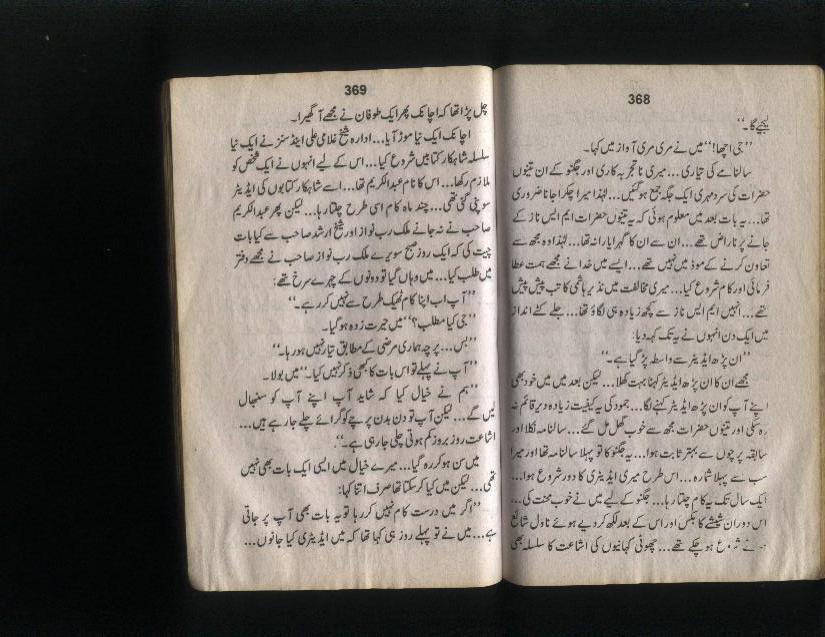 368
لیجیے گا۔"
"جی اچھا!" میں نے مری مری آواز میں کہا۔
سالنامے کی تیاری... میری ناتجربہ کاری اور جگنو کے ان تینوں
حضرات کی سرد مہری ایک جگہ جمع ہو گئیں... لہٰذا میرا چکرا جانا ضروری
تھا... یہ بات بعد میں معلوم ہوئی کہ یہ تینوں حضرات ایم ایس ناز کے
جانے پر ناراض تھے... ان سے ان کا گہرا یارانہ تھا... لہٰذا وہ مجھ سے
تعاون کرنے کے موڈ میں نہیں تھے... ایسے میں خدا نے مجھے ہمت عطا
فرمائی اور کام شروع کیا... میری مخالفت میں نذیر ہاشمی کاتب پیش پیش
تھے... انہیں ایم ایس ناز سے کچھ زیادہ ہی لگاؤ تھا... جلے کٹے انداز
میں ایک دن انہوں نے یہ تک کہہ دیا:
"ان پڑھ ایڈیٹر سے واسطہ پڑ گیا ہے۔"
مجھے ان کا ان پڑھ ایڈیٹر کہنا بہت کھلا... لیکن بعد میں میں خود بھی
اپنے آپ کو ان پڑھ ایڈیٹر کہنے لگا... جمود کی یہ کیفیت زیادہ دیر قائم نہ
رہ سکی اور تینوں حضرات مجھ سے خوب گھل مل گئے... سالنامہ نکلا اور
سابقہ پرچوں سے بہتر ثابت ہوا... یہ جگنو کا تو پہلا سالنامہ تھا اور میرا
سب سے پہلا شمارہ... اس طرح میری ایڈیٹری کا دور شروع ہوا...
ایک سال تک یہ کام چلتا رہا... جگنو کے لیے میں نے خوب محنت کی...
اس دوران شیشے کا بکس اور اس کے بعد لکھ کر دیے ہوئے ناول شائع
ہونے شروع ہو چکے تھے... چھوٹی کہانیوں کی اشاعت کا سلسلہ بھی
369
چل پڑا تھا کہ اچانک پھر ایک طوفان نے مجھے آ گھیرا۔
اچانک ایک نیا موڑ آیا... ادارہ شیخ غلام علی اینڈ سنز نے ایک نیا
سلسلہ شاہکار کتابیں شروع کیا... اس کے لیے انہوں نے ایک شخص کو
ملازم رکھا... اس کا نام عبدالکریم تھا... اسے شاہکار کتابوں کی ایڈیٹر
سونپی گئی تھی... چند ماہ کام اسی طرح چلتا رہا... لیکن پھر عبدالکریم
صاحب نے نہ جانے ملک رب نواز اور شیخ ارشد صاحب سے کیا بات
چیت کی کہ ایک روز صبح سویرے ملک رب نواز صاحب نے مجھے دفتر
میں طلب کیا... میں وہاں گیا تو دونوں کے چہرے سرخ تھے:
"آپ اب اپنا کام ٹھیک طرح سے نہیں کر رہے۔"
"جی کیا مطلب؟" میں حیرت زدہ ہو گیا۔
"بس... پرچہ ہماری مرضی کے مطابق تیار نہیں ہو رہا۔"
"آپ نے پہلے تو اس بات کا کبھی ذکر نہیں کیا۔" میں بولا۔
"ہم نے خیال کیا کہ شاید آپ اپنے آپ کو سنبھال
لیں گے... لیکن آپ تو دن بدن پرچے کو گرائے چلے جا رہے ہیں...
اشاعت روز بروز کم ہوتی چلی جا رہی ہے۔"
میں سن ہو کر رہ گیا... میرے خیال میں ایسی ایک بات بھی نہیں
تھی... لیکن میں کیا کر سکتا تھا صرف اتنا کہا:
"اگر میں درست کام نہیں کر رہا تو یہ بات بھی آپ پر جاتی
ہے... میں نے تو پہلے روز ہی کہا تھا کہ میں ایڈیٹری کیا جانوں...